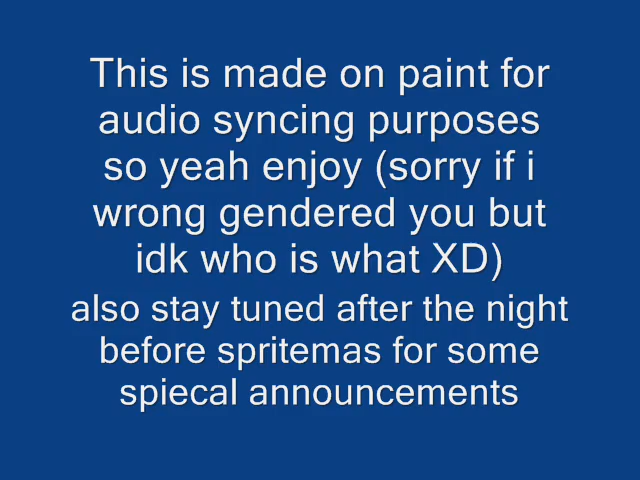 This is made on paint for
audio syncing purposes
so yeah enjoy (sorry if i
wrong gendered you but
idk who is what XD)
also stay tuned after the night
before spritemas for some
spiecal announcements